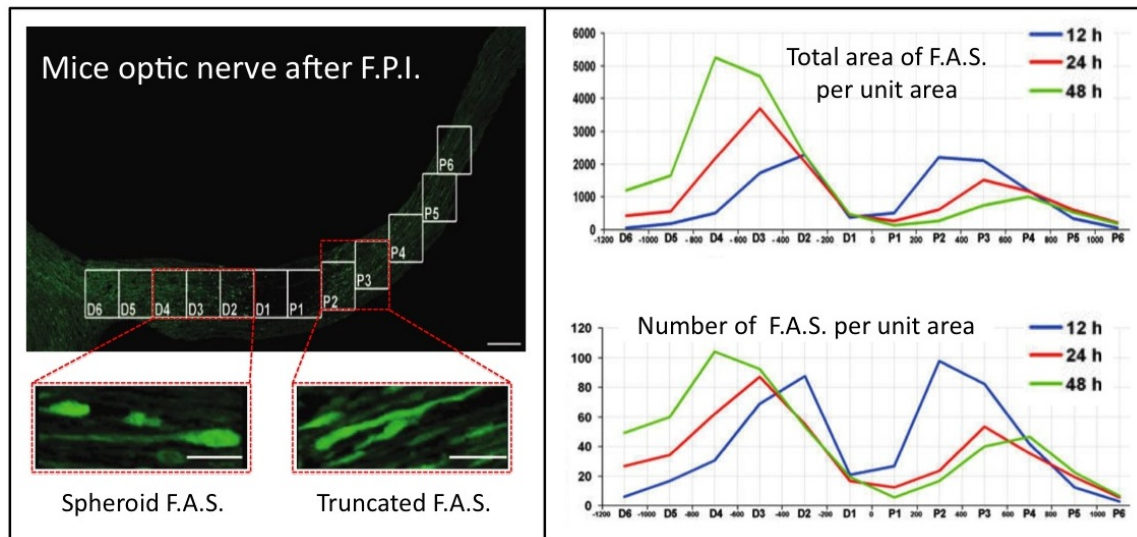 Mice optic nerve after F.P.I.
P6
P5
P4
P3
P2
D6 D5 D4 D3 D2 D1 P1
Spheroid F.A.S. Truncated F.A.S.
Total area of F.A.S.
per unit area
12 h
24 h
48 h
6000
5000
4000
3000
2000
1000
0
-1200 D6 -1000 D5 -800 D4 -600 D3 -400 D2 -200 D1 0 P1 200 P2 400 P3 600 P4 800 P5 1000 P6 1200
Number of F.A.S. per unit area
12 h
24 h
48 h
120
100
80
60
40
20
0
-1200 D6 -1000 D5 -800 D4 -600 D3 -400 D2 -200 D1 0 P1 200 P2 400 P3 600 P4 800 P5 1000 P6 1200